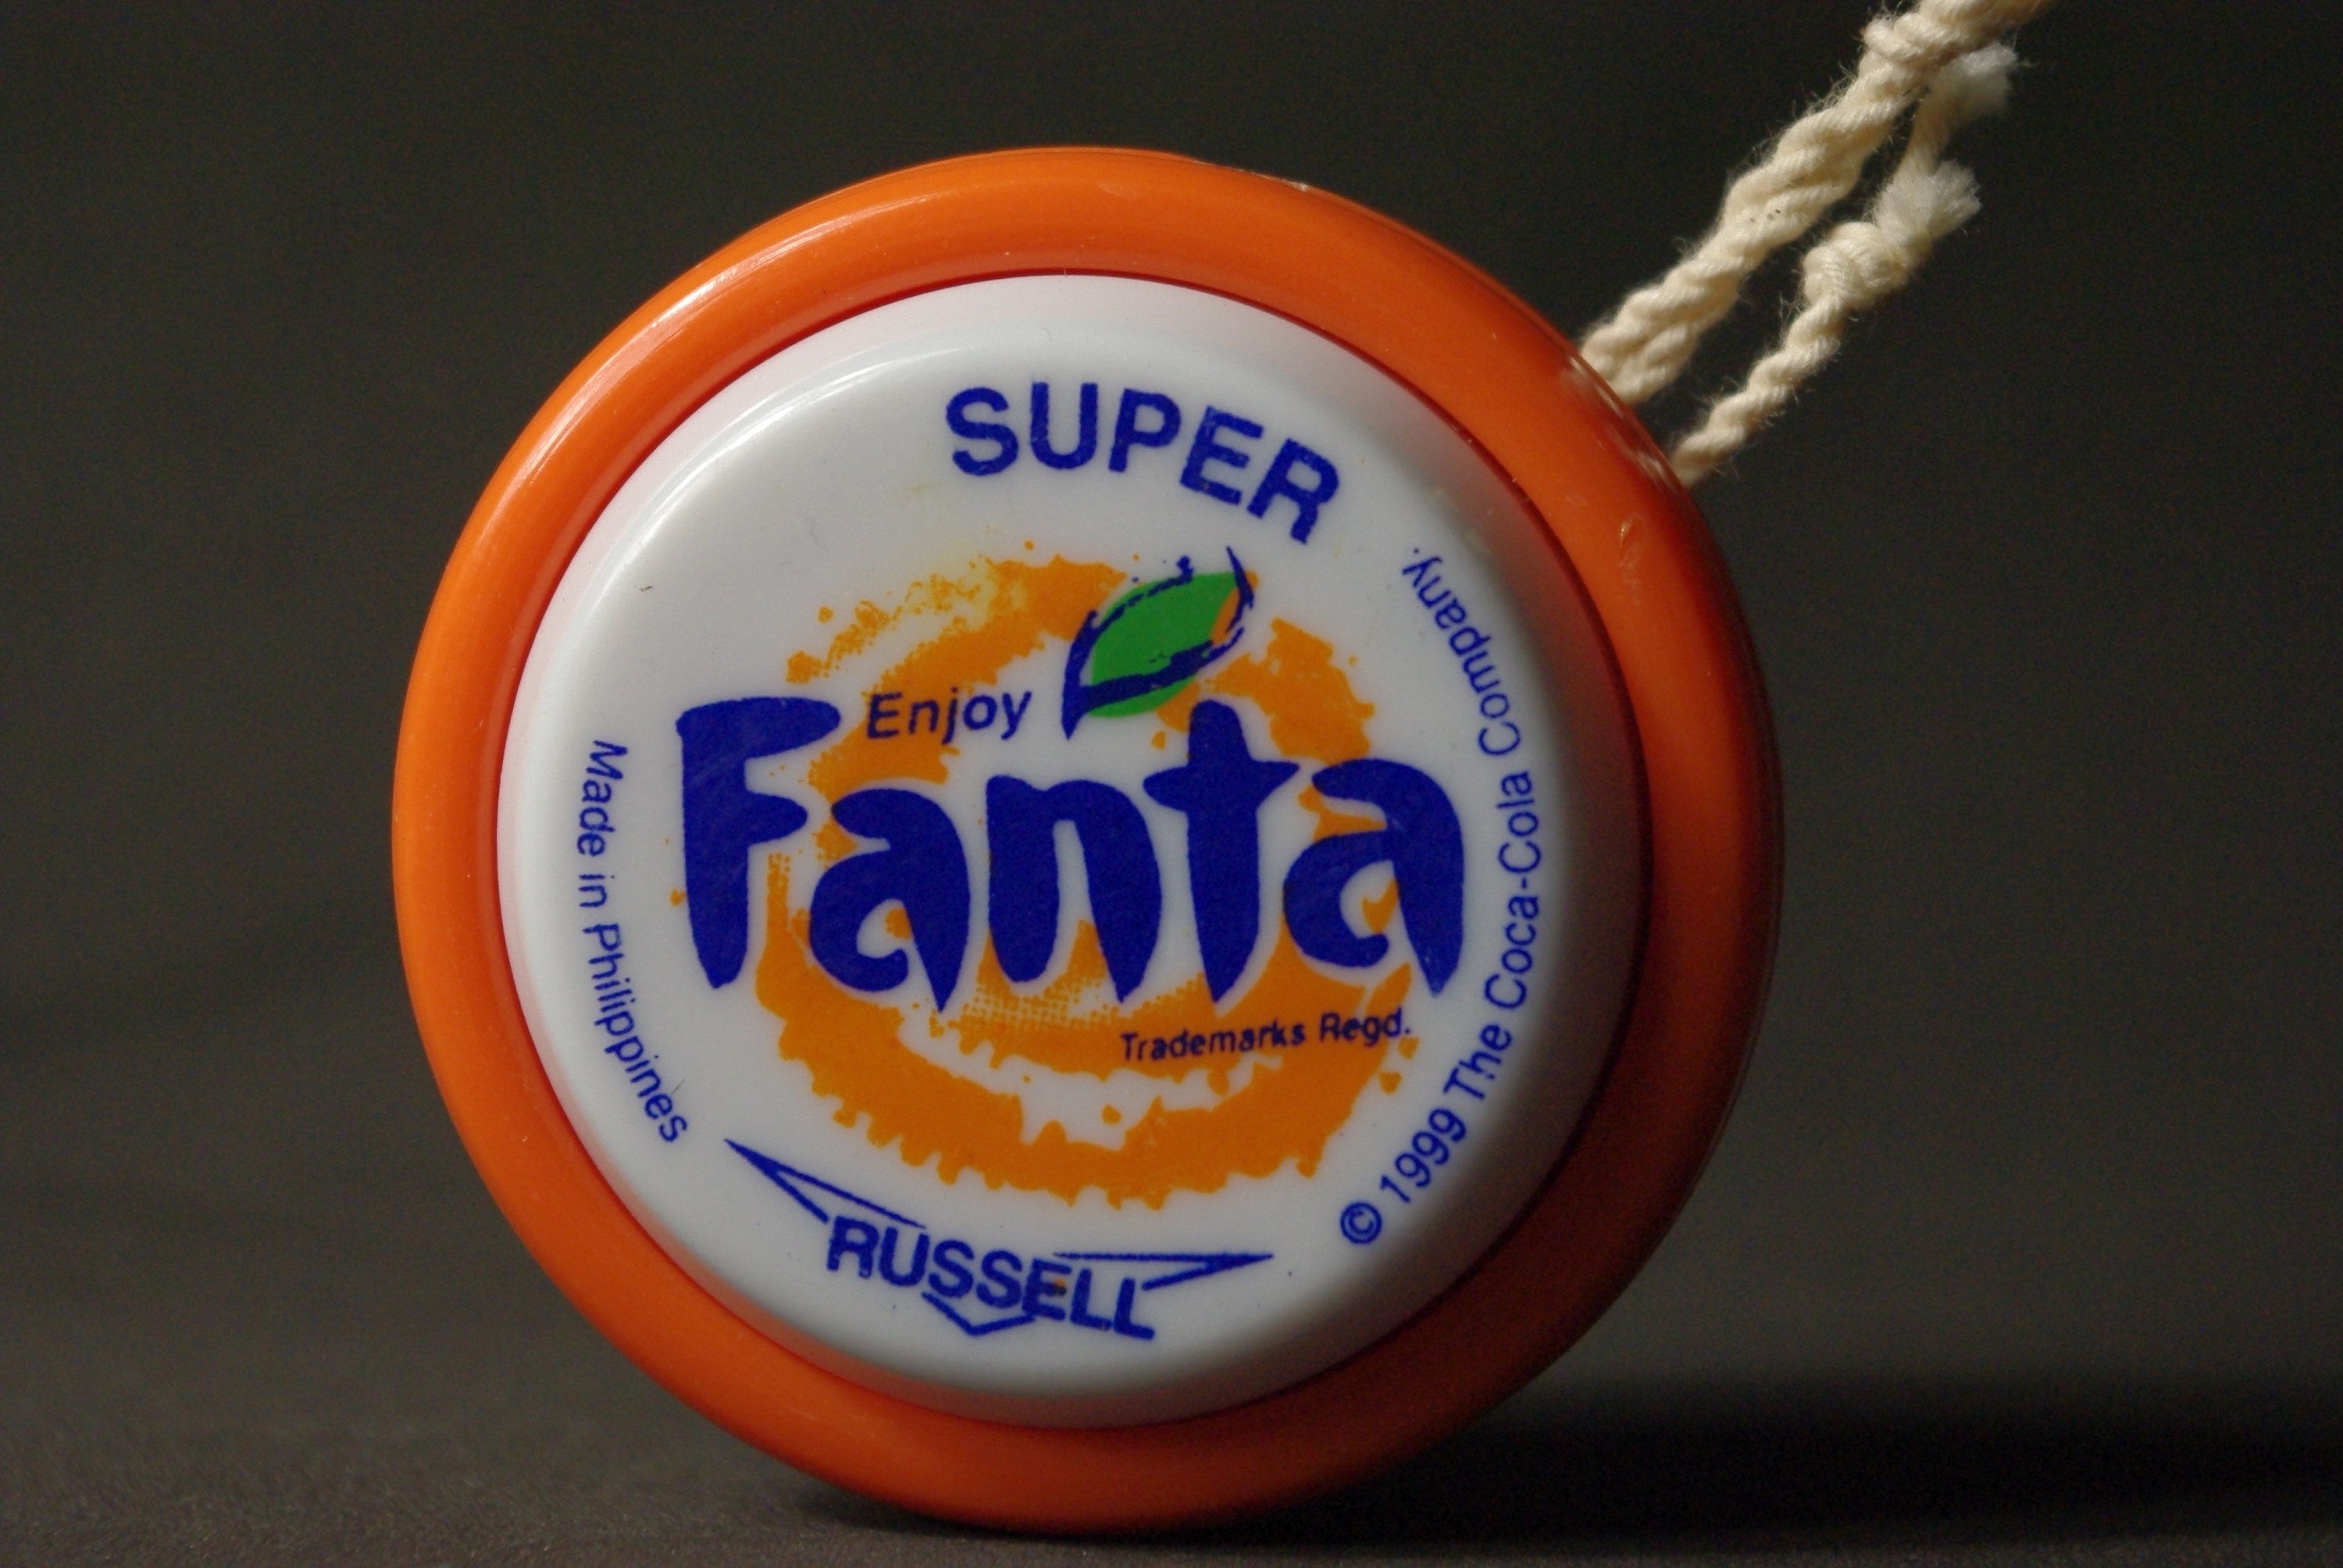 SUPER
Enjoy
Fanta
Trademarks Regd.
Made in Philippines
© 1999 The Coca-Cola Company.
RUSSELL